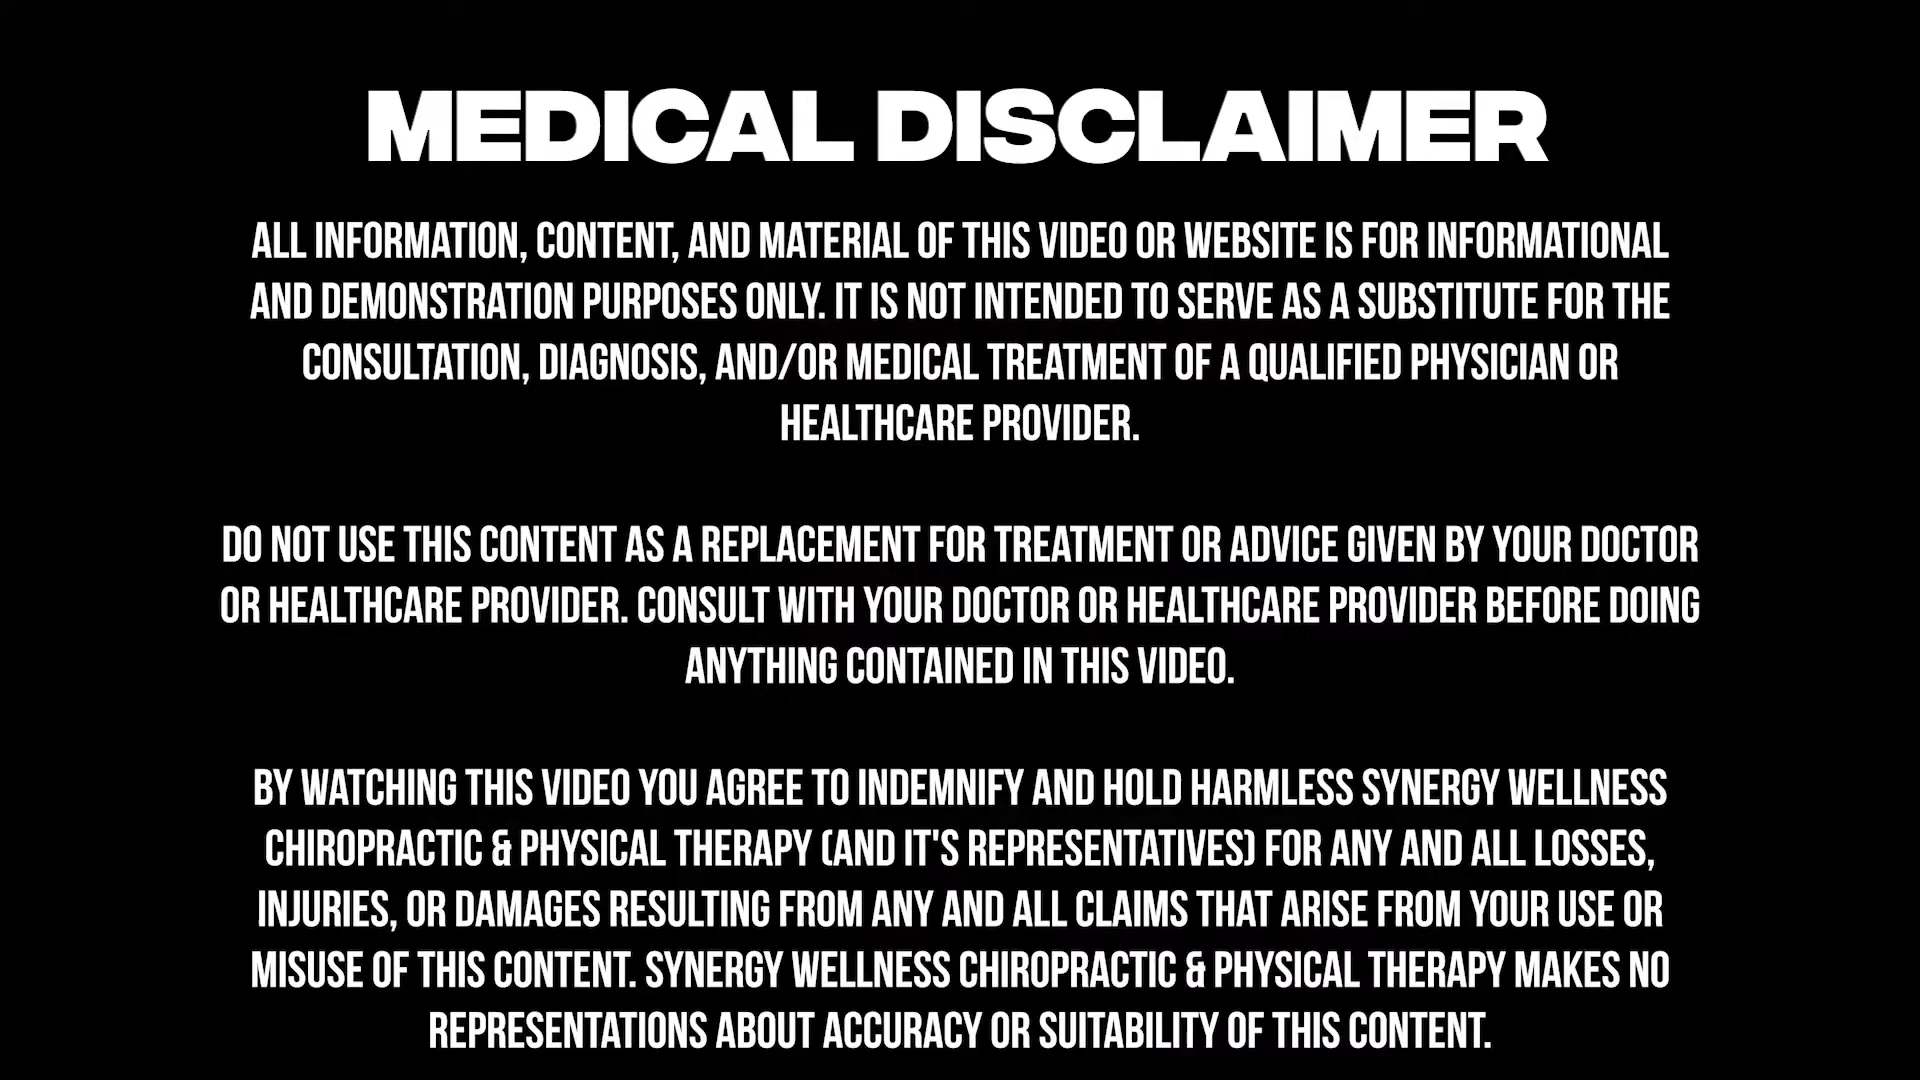 MEDICAL DISCLAIMER
ALL INFORMATION, CONTENT, AND MATERIAL OF THIS VIDEO OR WEBSITE IS FOR INFORMATIONAL
AND DEMONSTRATION PURPOSES ONLY. IT IS NOT INTENDED TO SERVE AS A SUBSTITUTE FOR THE
CONSULTATION, DIAGNOSIS, AND/OR MEDICAL TREATMENT OF A QUALIFIED PHYSICIAN OR
HEALTHCARE PROVIDER.
DO NOT USE THIS CONTENT AS A REPLACEMENT FOR TREATMENT OR ADVICE GIVEN BY YOUR DOCTOR
OR HEALTHCARE PROVIDER. CONSULT WITH YOUR DOCTOR OR HEALTHCARE PROVIDER BEFORE DOING
ANYTHING CONTAINED IN THIS VIDEO.
BY WATCHING THIS VIDEO YOU AGREE TO INDEMNIFY AND HOLD HARMLESS SYNERGY WELLNESS
CHIROPRACTIC & PHYSICAL THERAPY (AND IT'S REPRESENTATIVES) FOR ANY AND ALL LOSSES,
INJURIES, OR DAMAGES RESULTING FROM ANY AND ALL CLAIMS THAT ARISE FROM YOUR USE OR
MISUSE OF THIS CONTENT. SYNERGY WELLNESS CHIROPRACTIC & PHYSICAL THERAPY MAKES NO
REPRESENTATIONS ABOUT ACCURACY OR SUITABILITY OF THIS CONTENT.